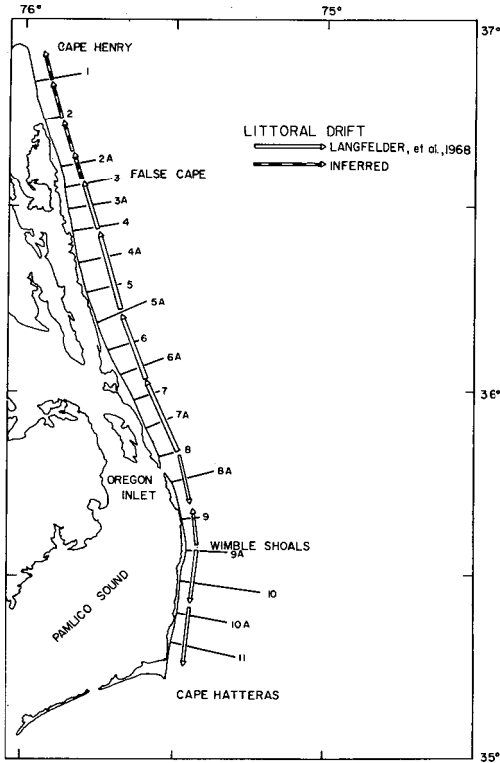 76°
75°
37°
CAPE HENRY
1
2
LITTORAL DRIFT
LANGFELDER, et al., 1968
INFERRED
2A
3
FALSE CAPE
3A
4
4A
5
5A
6
6A
36°
7
7A
8
8A
OREGON
INLET
9
WIMBLE SHOALS
9A
PAMLICO SOUND
10
10 A
11
CAPE HATTERAS
35°